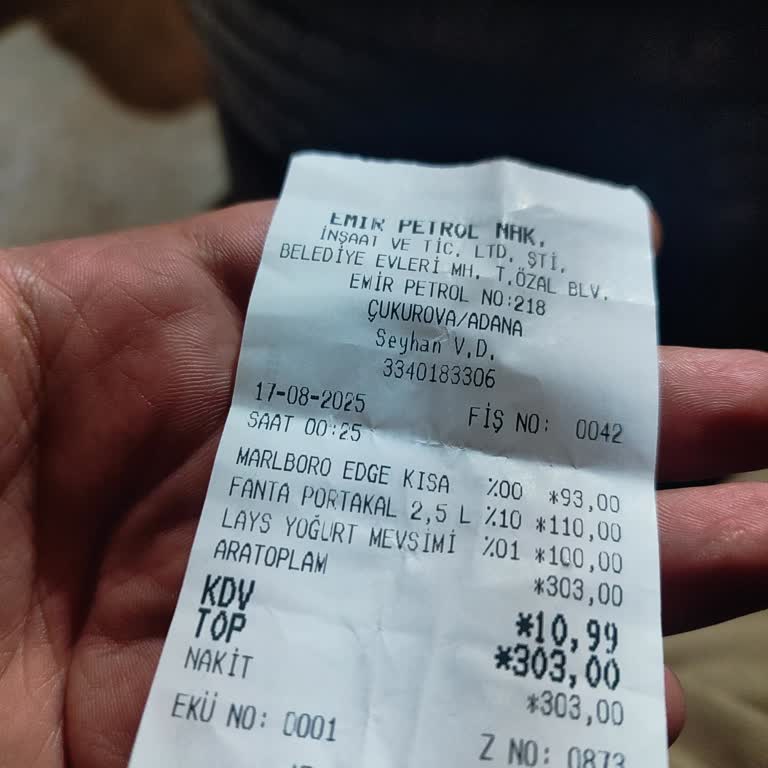 EMİR PETROL NAK.
İNŞAAT VE TİC. LTD. ŞTİ.
BELEDİYE EVLERİ MH. T.ÖZAL BLV.
EMİR PETROL NO:218
ÇUKUROVA/ADANA
Seyhan V.D.
3340183306
17-08-2025 FİŞ NO: 0042
SAAT 00:25
MARLBORO EDGE KISA %00 *93,00
FANTA PORTAKAL 2,5 L %10 *110,00
LAYS YOĞURT MEVSİMİ %01 *100,00
ARATOPLAM *303,00
KDV *10,99
TOP *303,00
NAKİT *303,00
EKÜ NO: 0001 Z NO: 0873